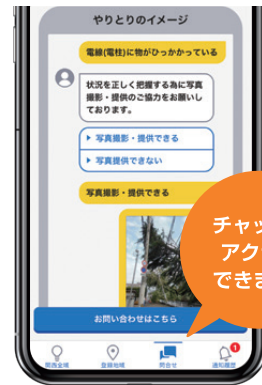 やりとりのイメージ
電線(電柱)に物がひっかかっている
状況を正しく把握する為に写真
撮影・提供のご協力をお願いし
ております。
写真撮影・提供できる
写真提供できない
写真撮影・提供できる
チャッ
アク
できま
お問い合わせはこちら
関西全域
登録地域
問合せ
通知履歴
1